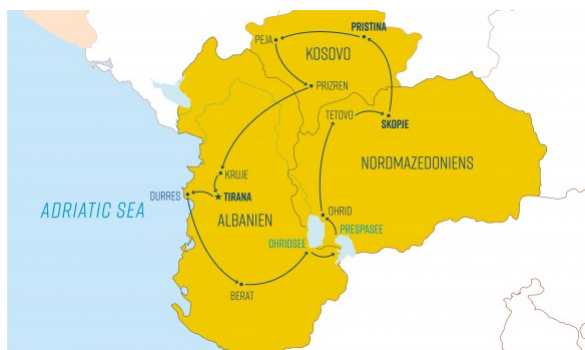 PRISTINA
PEJA
KOSOVO
PRIZREN
TETOVO
SKOPJE
NORDMAZEDONIENS
KRUJE
DURRES
TIRANA
ADRIATIC SEA
ALBANIEN
OHRID
PRESPASEE
OHRIDSEE
BERAT